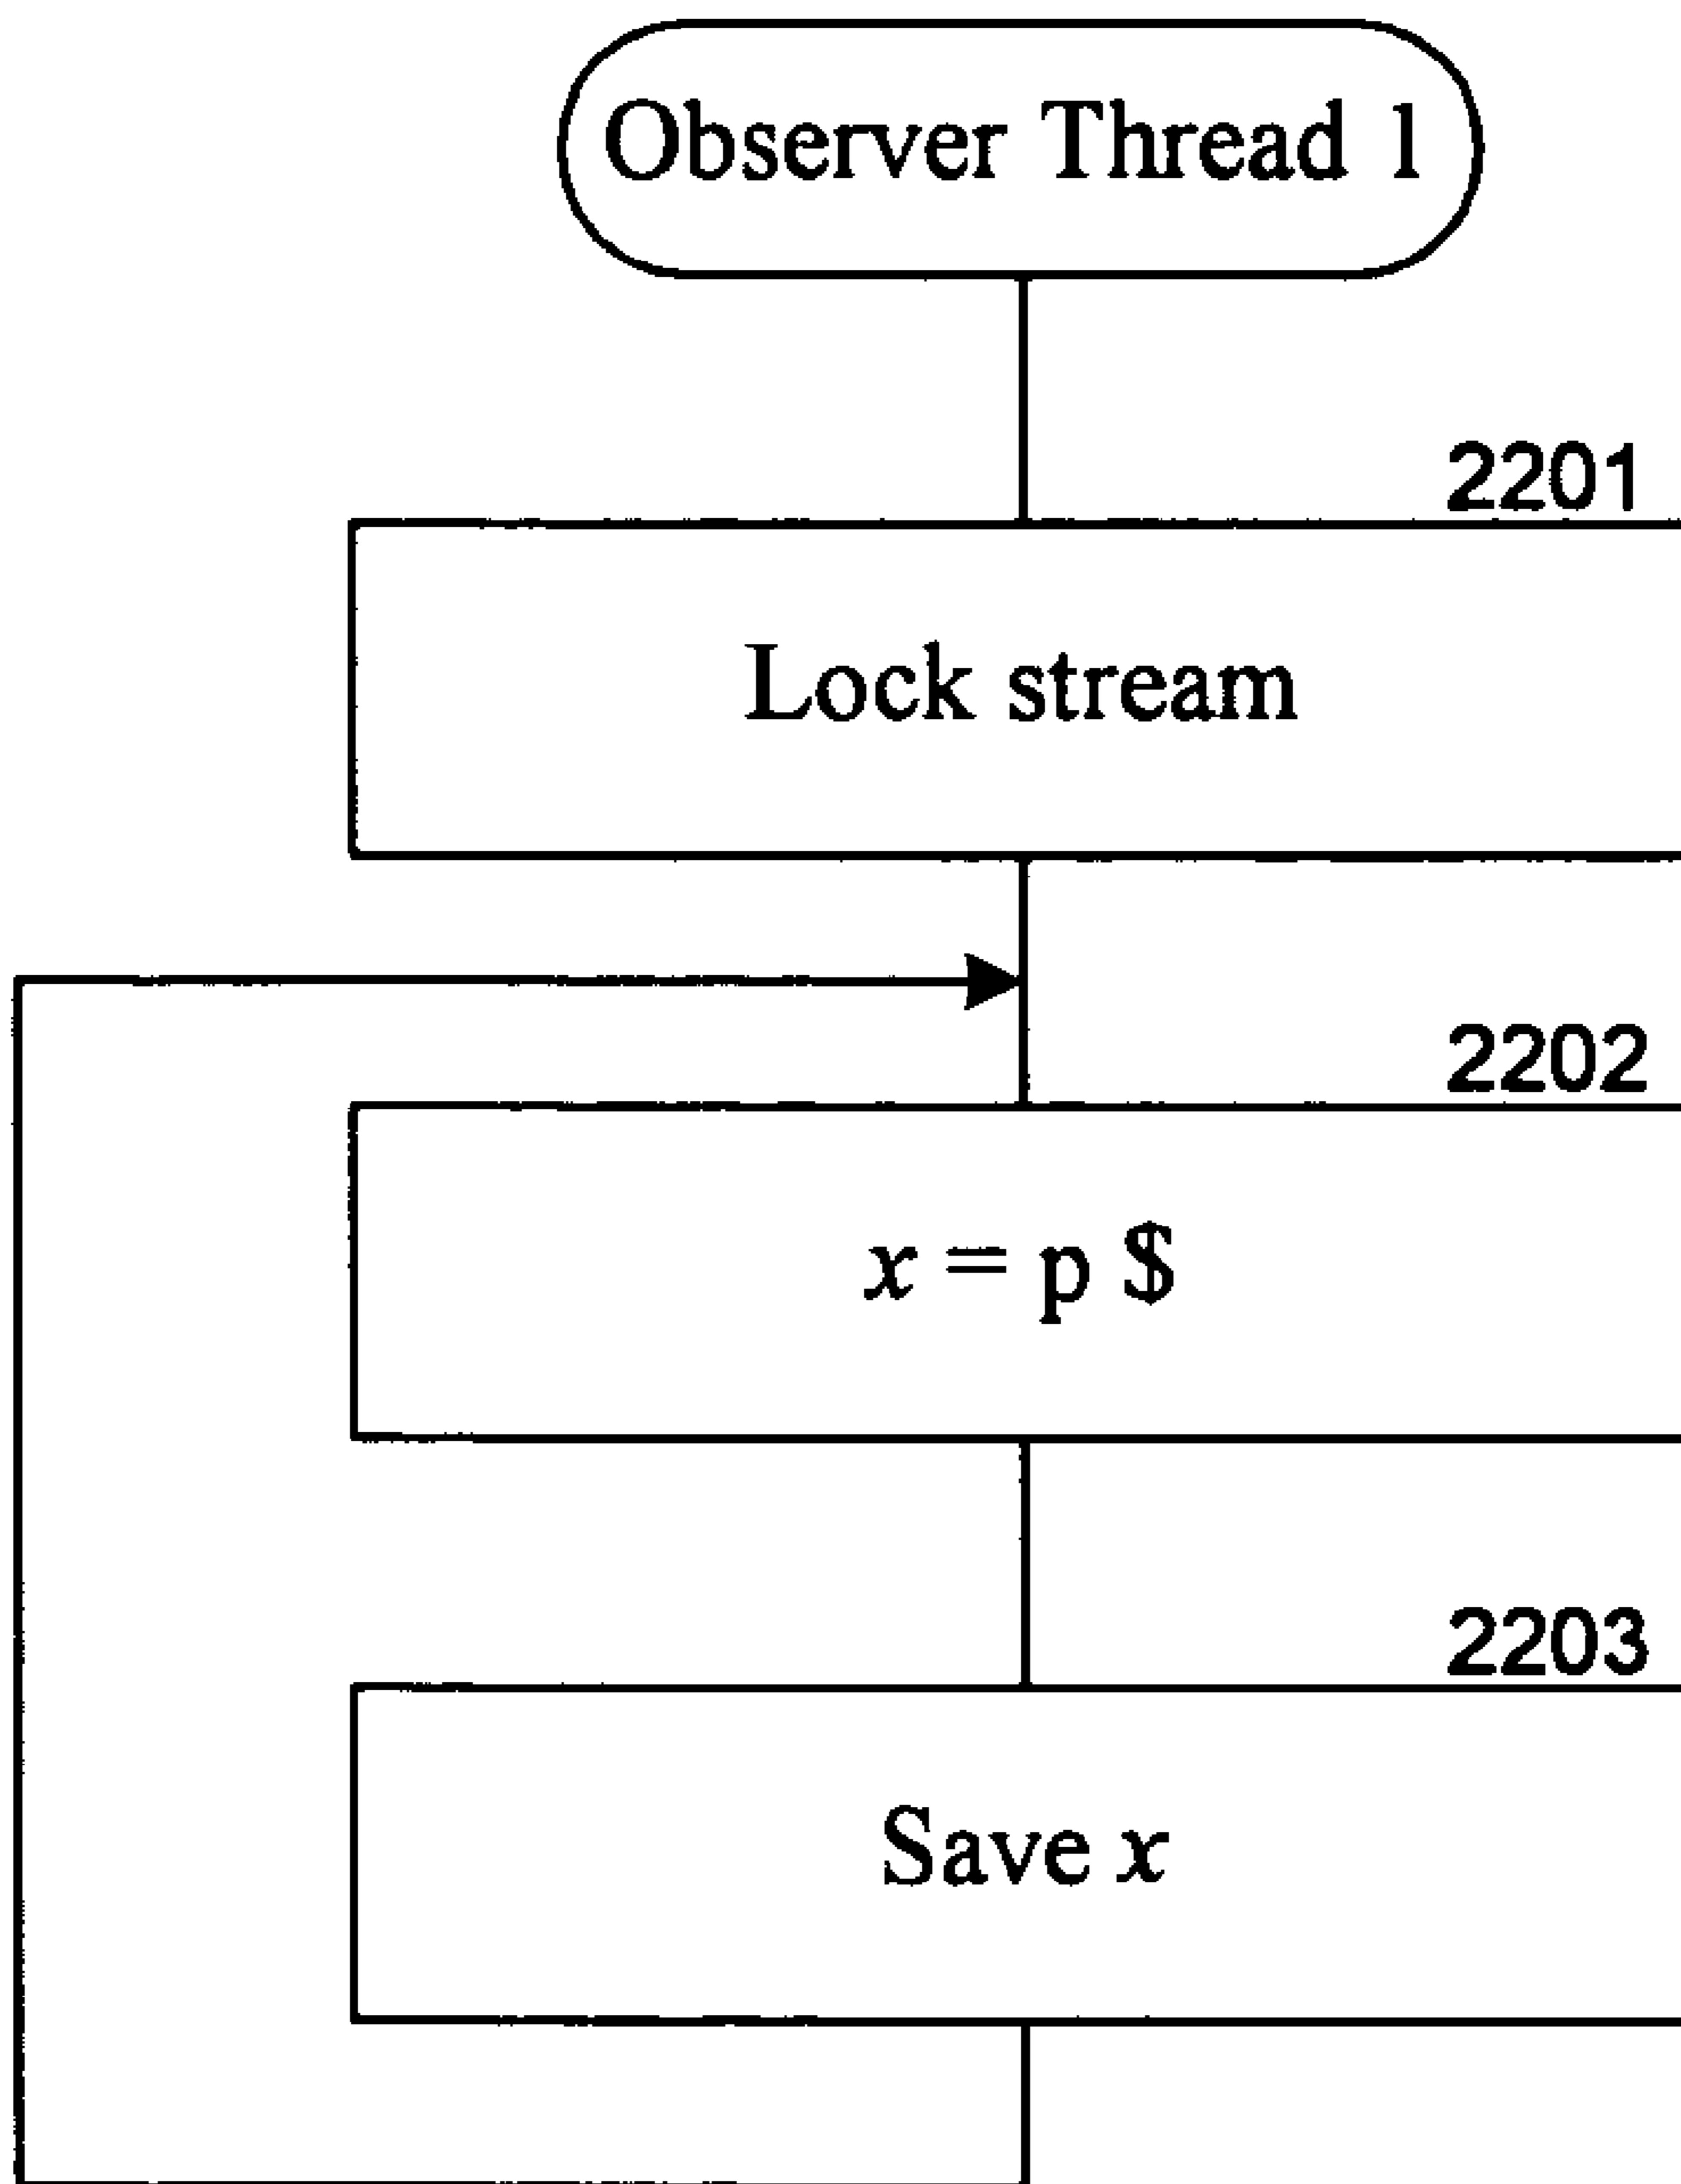 Observer Thread 1
2201
Lock stream
2202
x = p $
2203
Save x